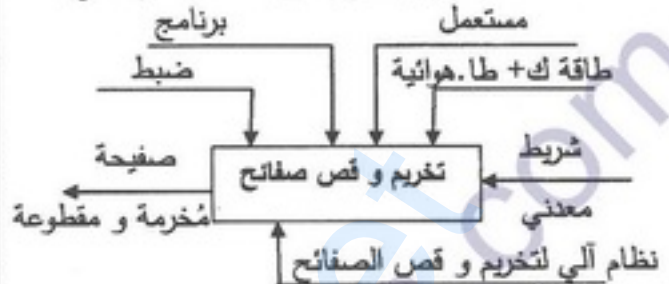 برنامج
مستعمل
ضبط
طاقة ك+ طا.هوائية
صفيحة
تخريم و قص صفائح
شريط
مُخرمة و مقطوعة
معدني
نظام آلي لتخريم و قص الصفائح